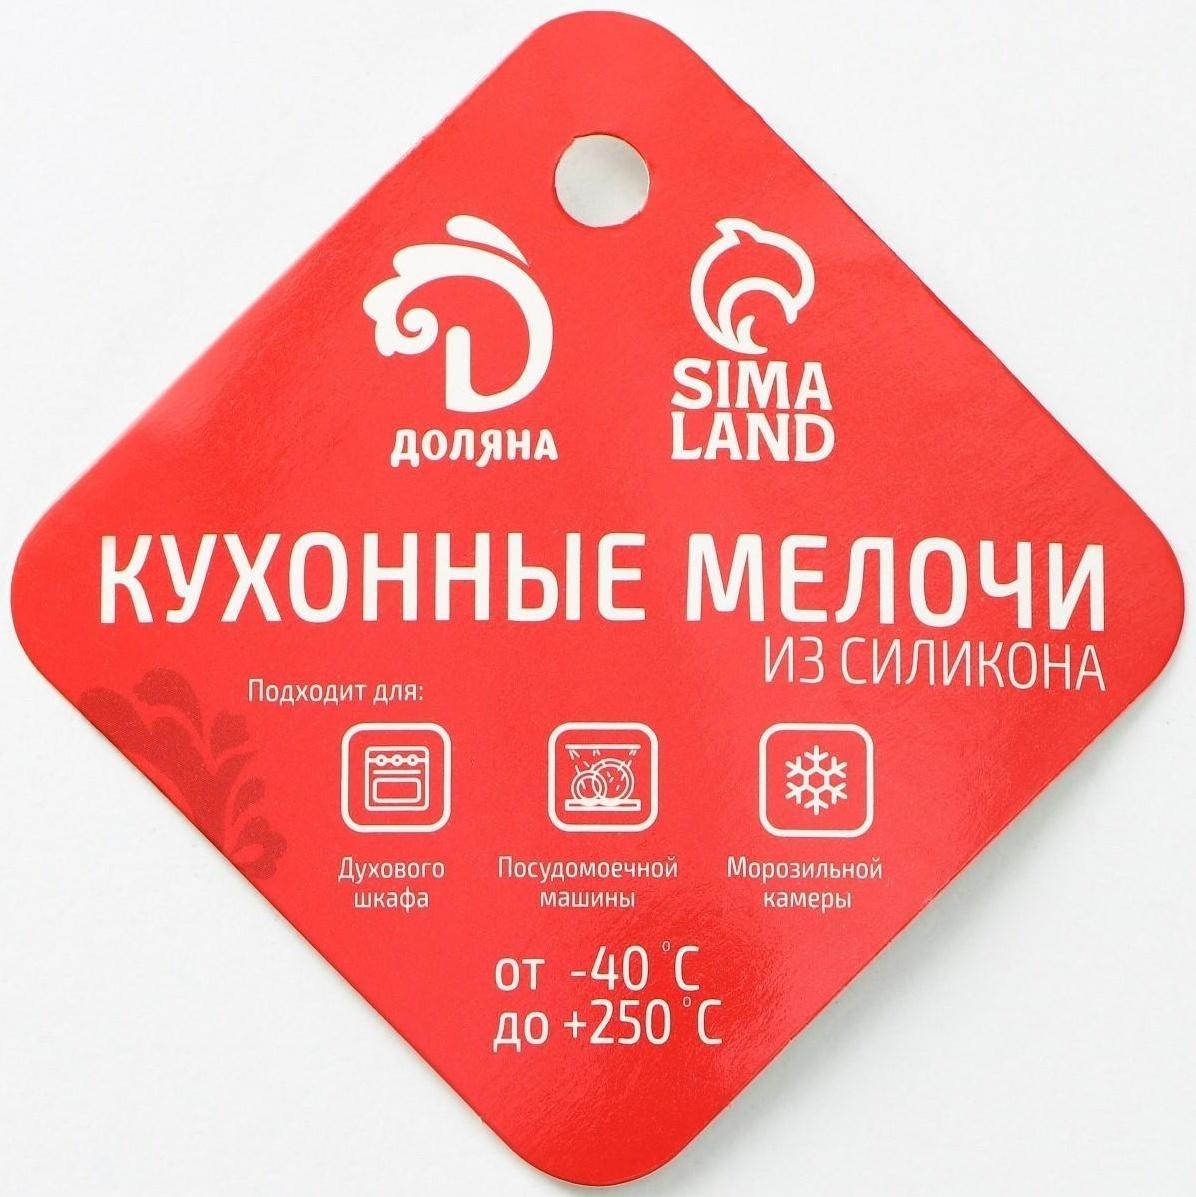 ДОЛЯНА
SIMA
LAND
КУХОННЫЕ МЕЛОЧИ
ИЗ СИЛИКОНА
Подходит для:
Духового
шкафа
Посудомоечной
машины
Морозильной
камеры
от -40 °C
до +250 °C